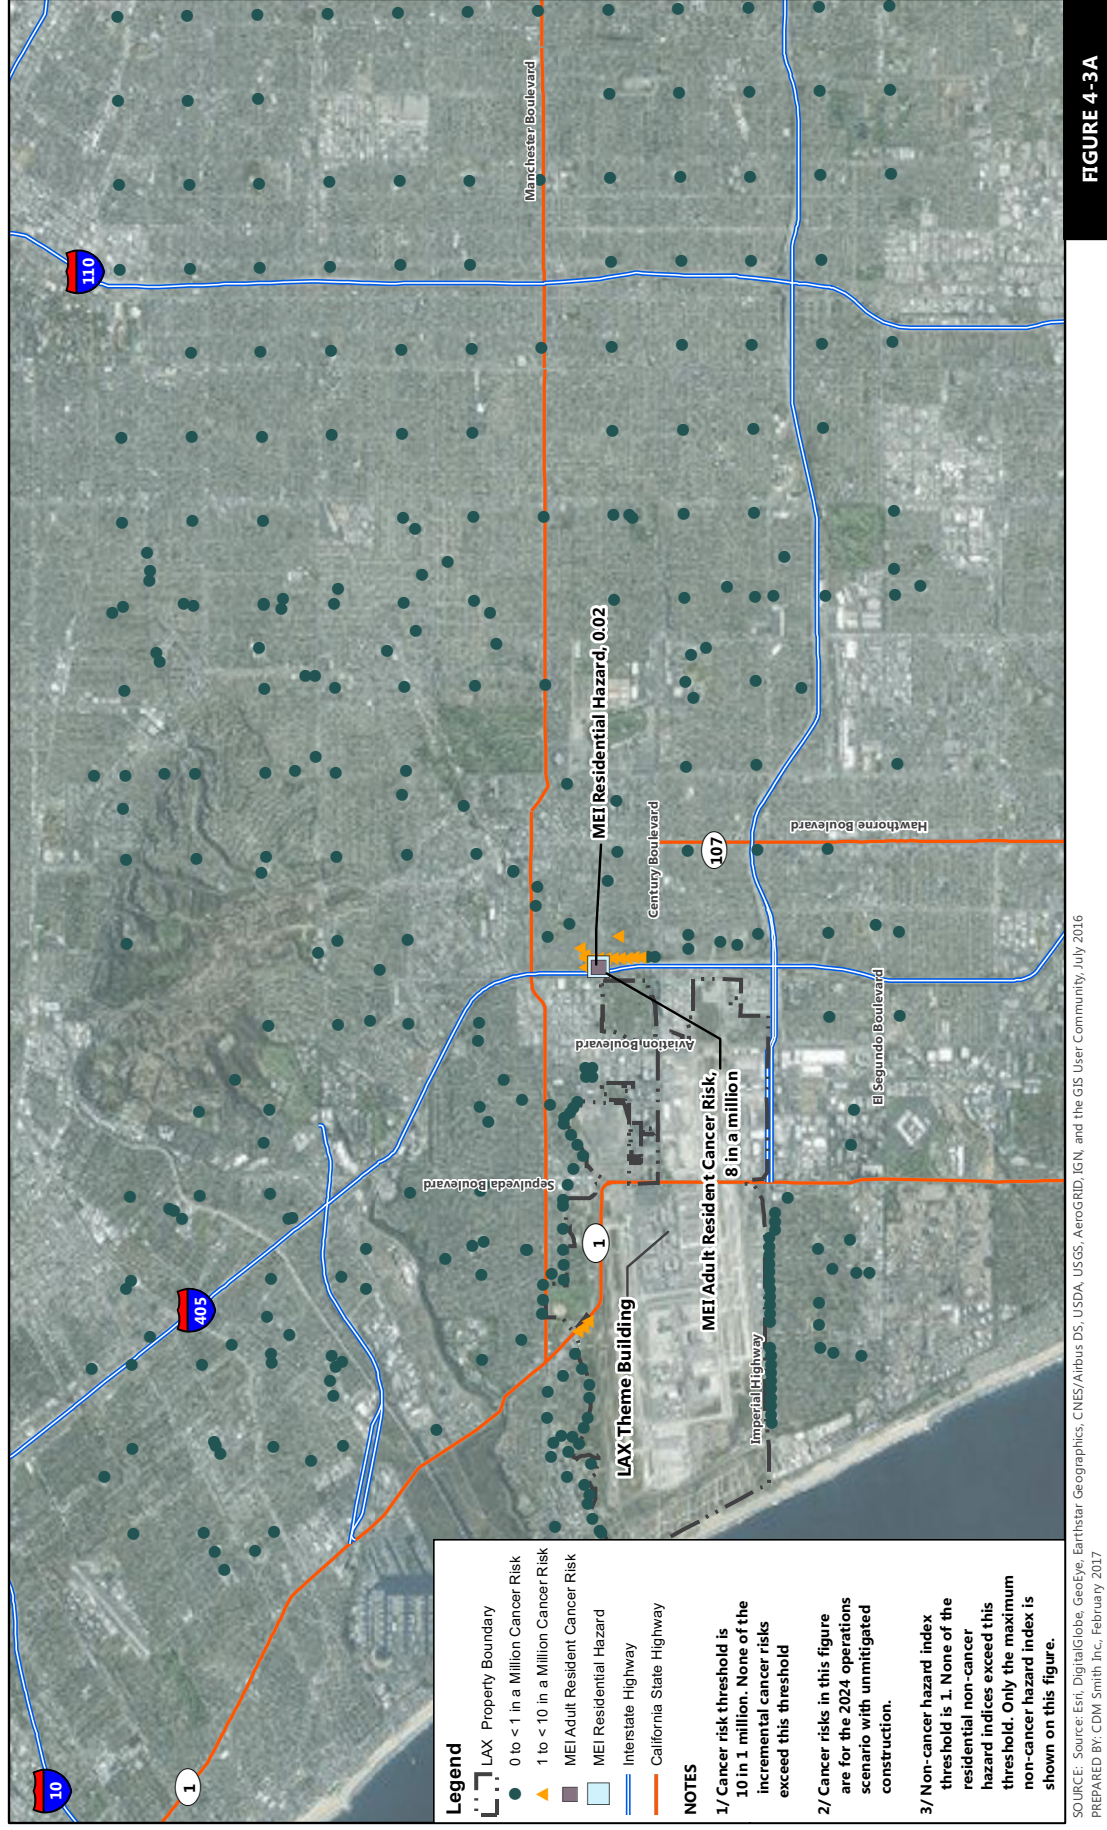 FIGURE 4-3A
10
405
110
1
1
107
Manchester Boulevard
Sepulveda Boulevard
Aviation Boulevard
Century Boulevard
Hawthorne Boulevard
El Segundo Boulevard
Imperial Highway
LAX Theme Building
MEI Residential Hazard, 0.02
MEI Adult Resident Cancer Risk,
8 in a million
Legend
LAX Property Boundary
0 to < 1 in a Million Cancer Risk
1 to < 10 in a Million Cancer Risk
MEI Adult Resident Cancer Risk
MEI Residential Hazard
Interstate Highway
California State Highway
NOTES
1/ Cancer risk threshold is
10 in 1 million. None of the
incremental cancer risks
exceed this threshold
2/ Cancer risks in this figure
are for the 2024 operations
scenario with unmitigated
construction.
3/ Non-cancer hazard index
threshold is 1. None of the
residential non-cancer
hazard indices exceed this
threshold. Only the maximum
non-cancer hazard index is
shown on this figure.
SOURCE: Source: Esri, DigitalGlobe, GeoEye, Earthstar Geographics, CNES/Airbus DS, USDA, USGS, AeroGRID, IGN, and the GIS User Community, July 2016
PREPARED BY: CDM Smith Inc, February 2017